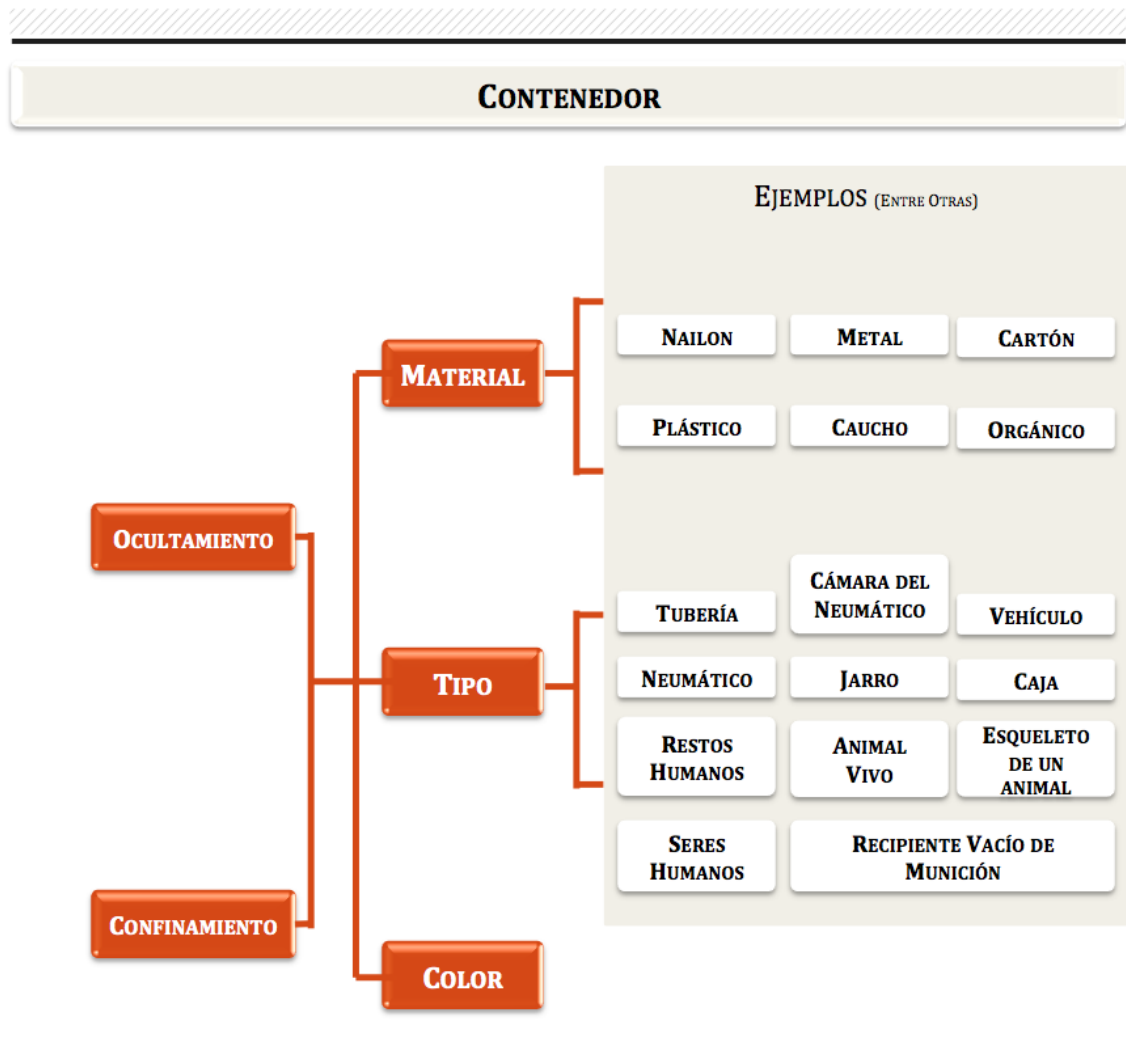 CONTENEDOR
EJEMPLOS (ENTRE OTRAS)
NAILON
METAL
CARTÓN
MATERIAL
PLÁSTICO
CAUCHO
ORGÁNICO
OCULTAMIENTO
TUBERÍA
CÁMARA DEL
NEUMÁTICO
VEHÍCULO
TIPO
NEUMÁTICO
JARRO
CAJA
RESTOS
HUMANOS
ANIMAL
VIVO
ESQUELETO
DE UN
ANIMAL
SERES
HUMANOS
RECIPIENTE VACÍO DE
MUNICIÓN
CONFINAMIENTO
COLOR